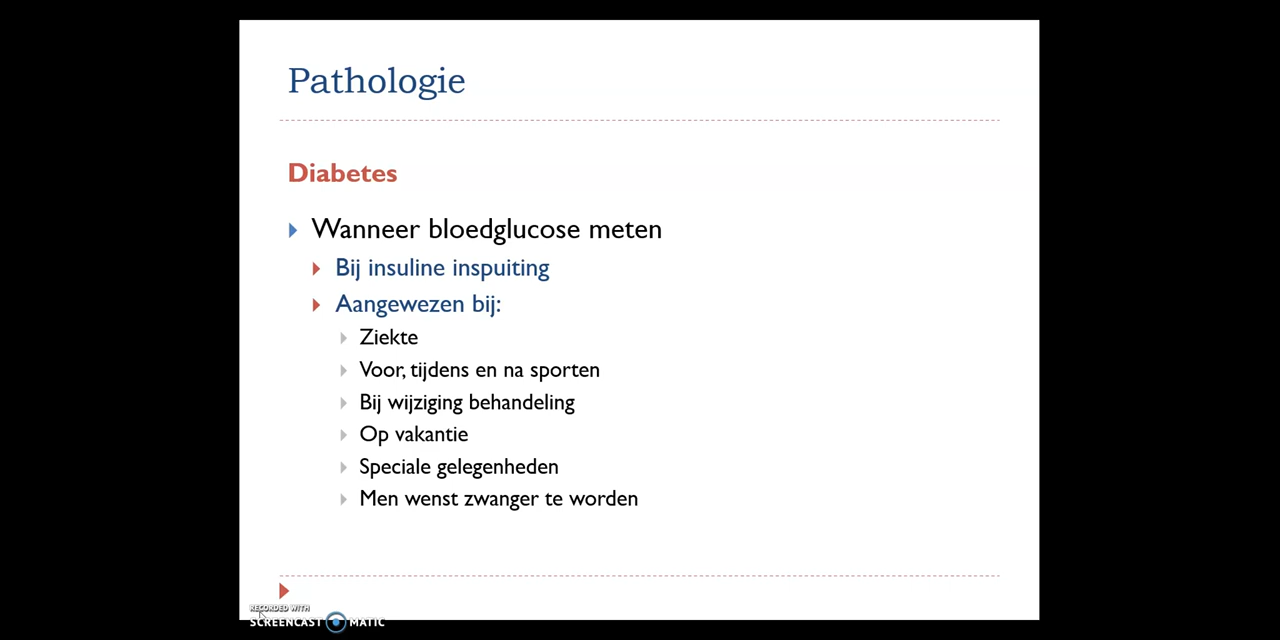 Pathologie
Diabetes
Wanneer bloedglucose meten
Bij insuline inspuiting
Aangewezen bij:
Ziekte
Voor, tijdens en na sporten
Bij wijziging behandeling
Op vakantie
Speciale gelegenheden
Men wenst zwanger te worden
RECORDED WITH
SCREENCAST MATIC